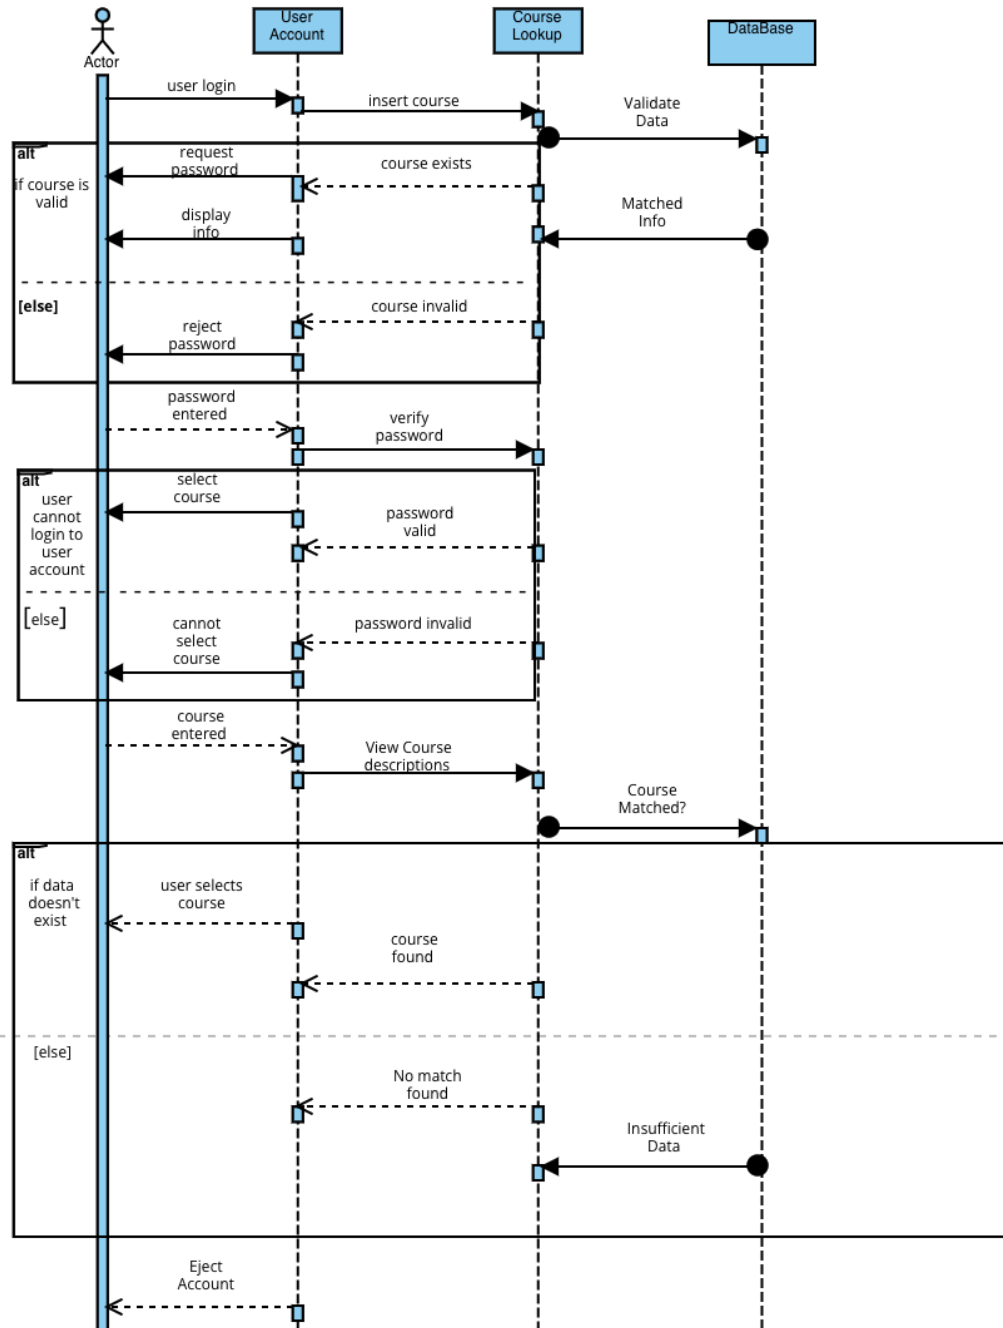 User
Account
Course
Lookup
DataBase
Actor
user login
insert course
Validate
Data
alt
if course is
valid
request
password
course exists
display
info
Matched
Info
[else]
course invalid
reject
password
password
entered
verify
password
alt
user
cannot
login to
user
account
select
course
password
valid
[else]
cannot
select
course
password invalid
course
entered
View Course
descriptions
Course
Matched?
alt
if data
doesn't
exist
user selects
course
course
found
[else]
No match
found
Insufficient
Data
Eject
Account